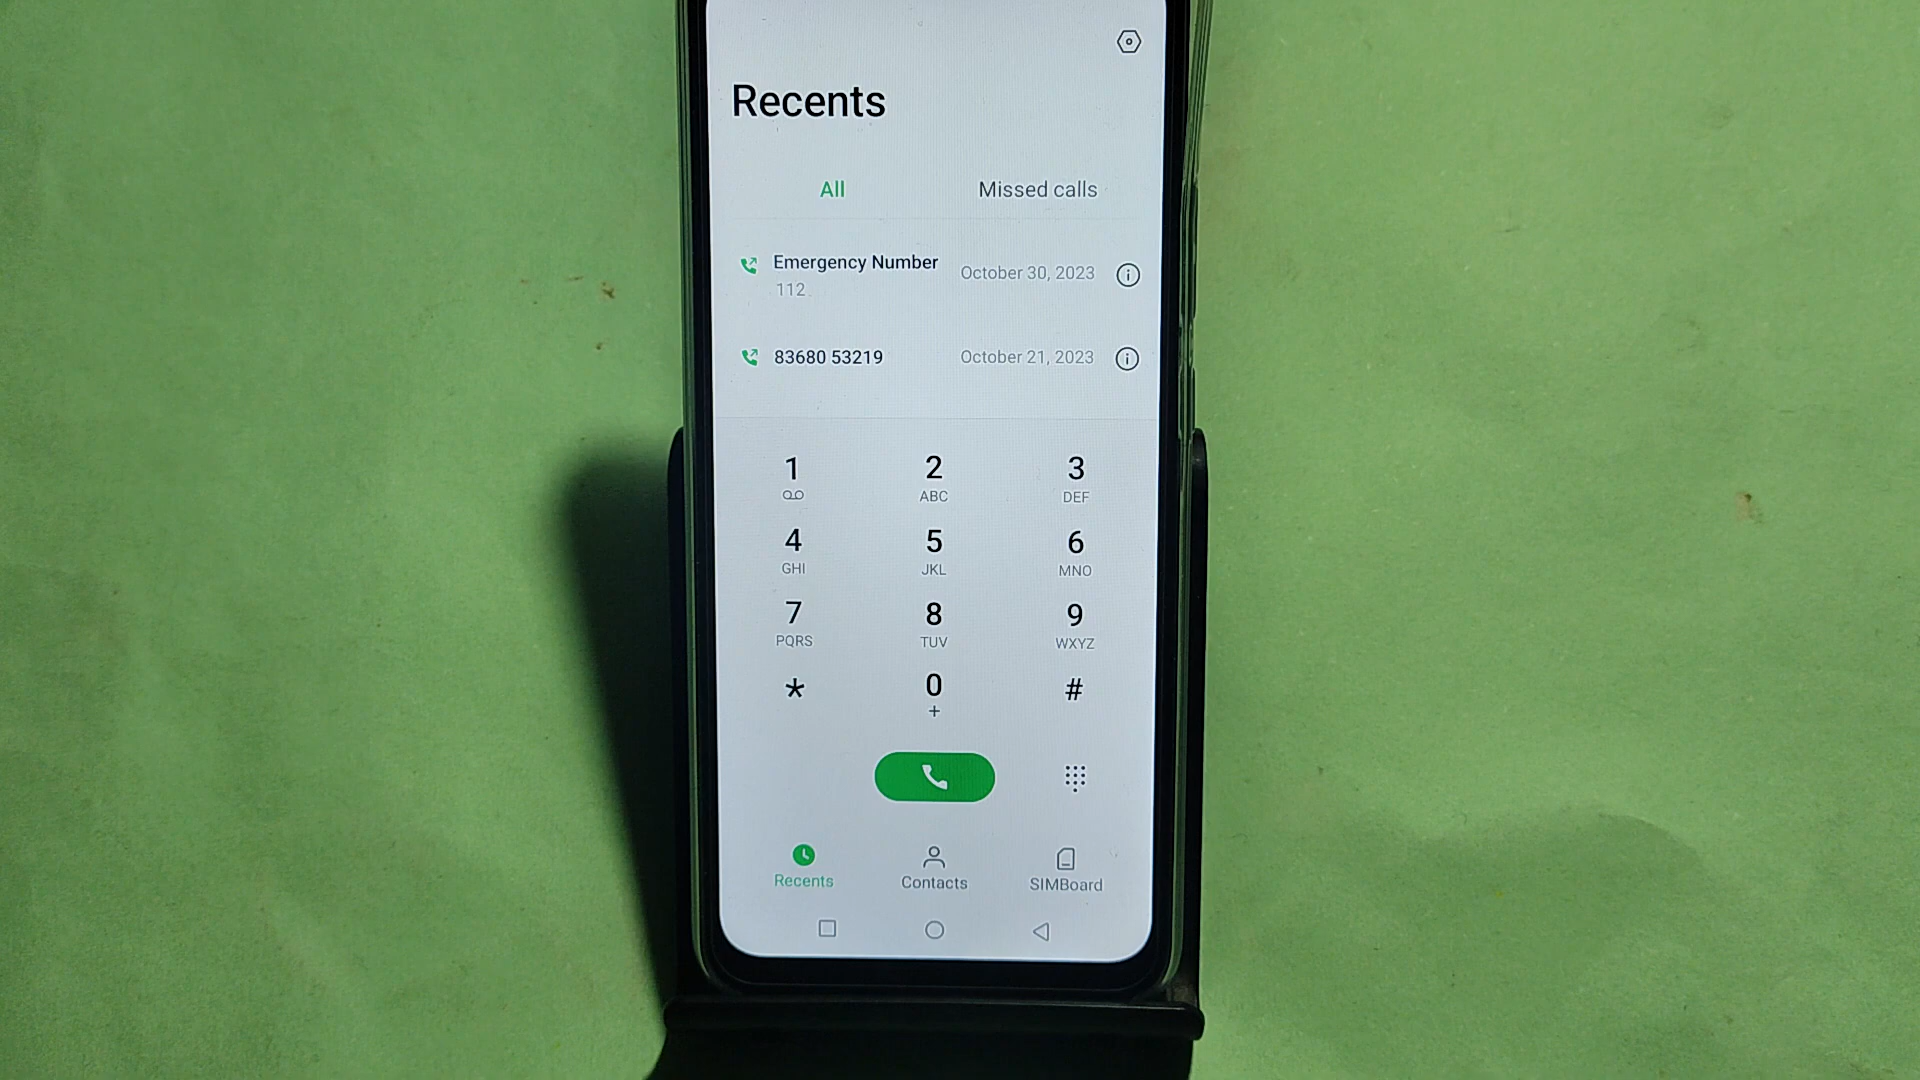 Recents
All Missed calls
Emergency Number October 30, 2023
112
83680 53219 October 21, 2023
1 2 3
ABC DEF
4 5 6
GHI JKL MNO
7 8 9
PQRS TUV WXYZ
* 0 #
+
Recents Contacts SIMBoard